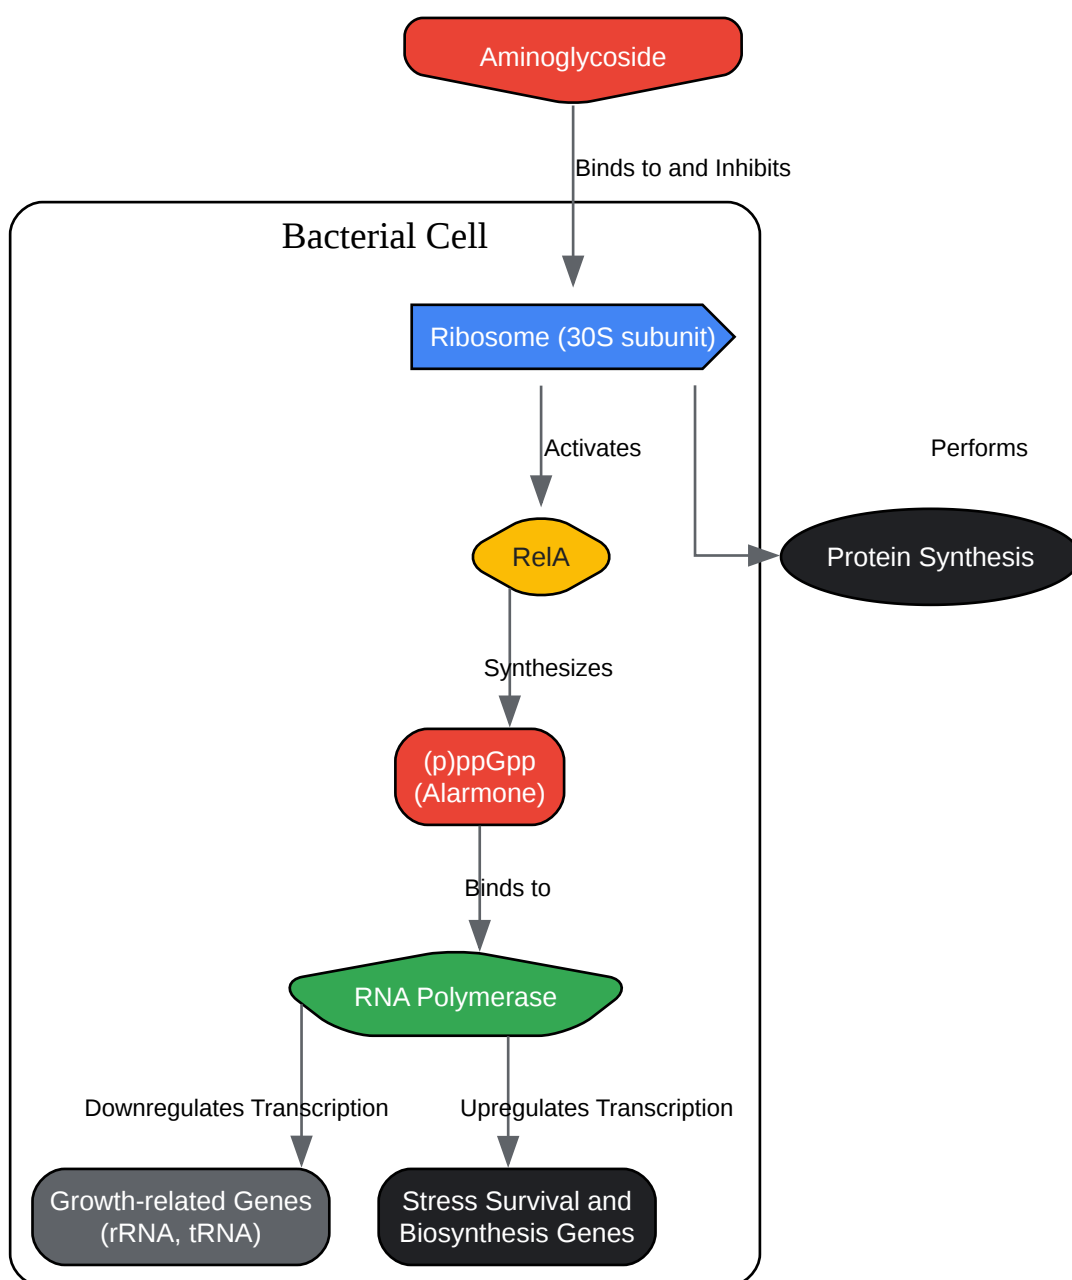 Aminoglycoside
Binds to and Inhibits
Bacterial Cell
Ribosome (30S subunit)
Activates
Performs
RelA
Protein Synthesis
Synthesizes
(p)ppGpp
(Alarmone)
Binds to
RNA Polymerase
Downregulates Transcription
Upregulates Transcription
Growth-related Genes
(rRNA, tRNA)
Stress Survival and
Biosynthesis Genes